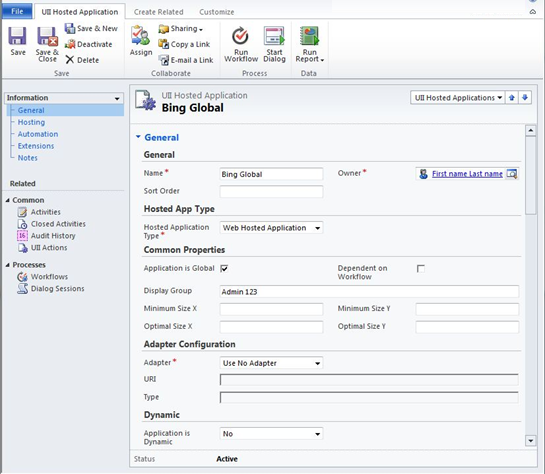 File UII Hosted Application Create Related Customize
Save
Save & Close
Save & New
Deactivate
Delete
Save
Assign
Sharing
Copy a Link
E-mail a Link
Collaborate
Run Workflow
Start Dialog
Process
Run Report
Data
Information
General
Hosting
Automation
Extensions
Notes
Related
Common
Activities
Closed Activities
16 Audit History
UII Actions
Processes
Workflows
Dialog Sessions
UII Hosted Application
Bing Global
UII Hosted Applications
General
General
Name * Bing Global Owner * First name Last name
Sort Order
Hosted App Type
Hosted Application Type * Web Hosted Application
Common Properties
Application is Global Dependent on Workflow
Display Group Admin 123
Minimum Size X Minimum Size Y
Optimal Size X Optimal Size Y
Adapter Configuration
Adapter * Use No Adapter
URI
Type
Dynamic
Application is Dynamic No
Status Active